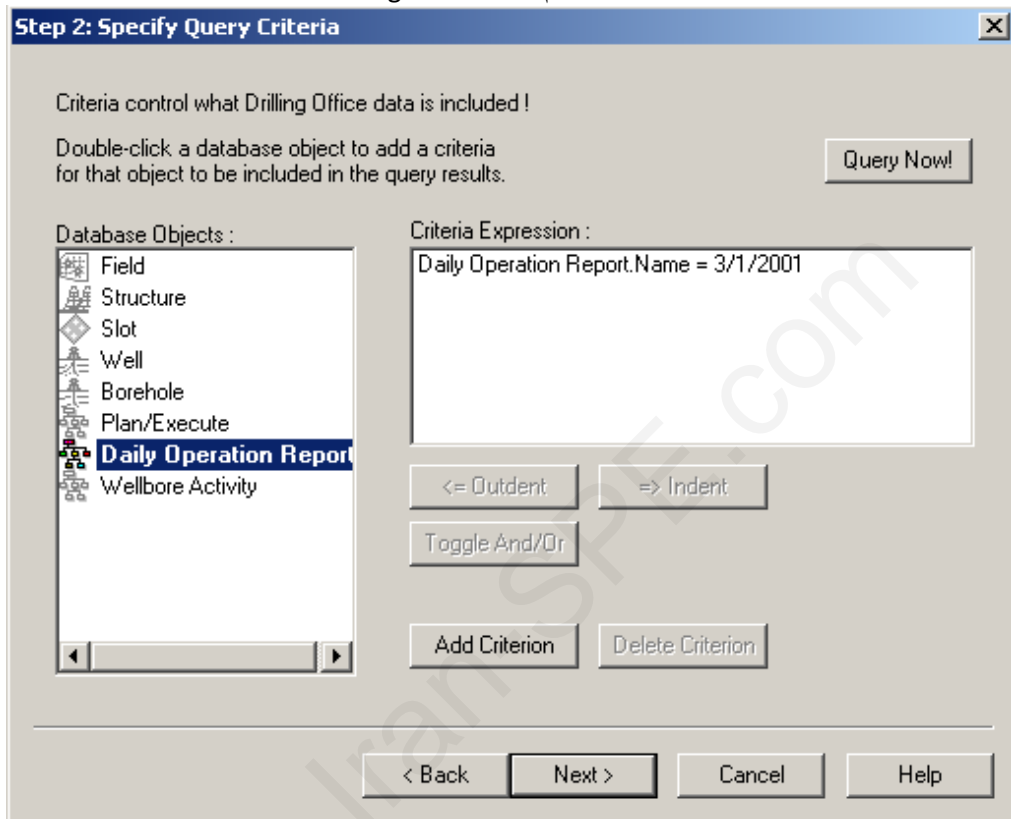 Step 2: Specify Query Criteria
Criteria control what Drilling Office data is included !
Double-click a database object to add a criteria
for that object to be included in the query results.
Query Now!
Database Objects :
Field
Structure
Slot
Well
Borehole
Plan/Execute
Daily Operation Report
Wellbore Activity
Criteria Expression :
Daily Operation Report.Name = 3/1/2001
<= Outdent
=> Indent
Toggle And/Or
Add Criterion
Delete Criterion
< Back
Next >
Cancel
Help
Iran-SPE.com